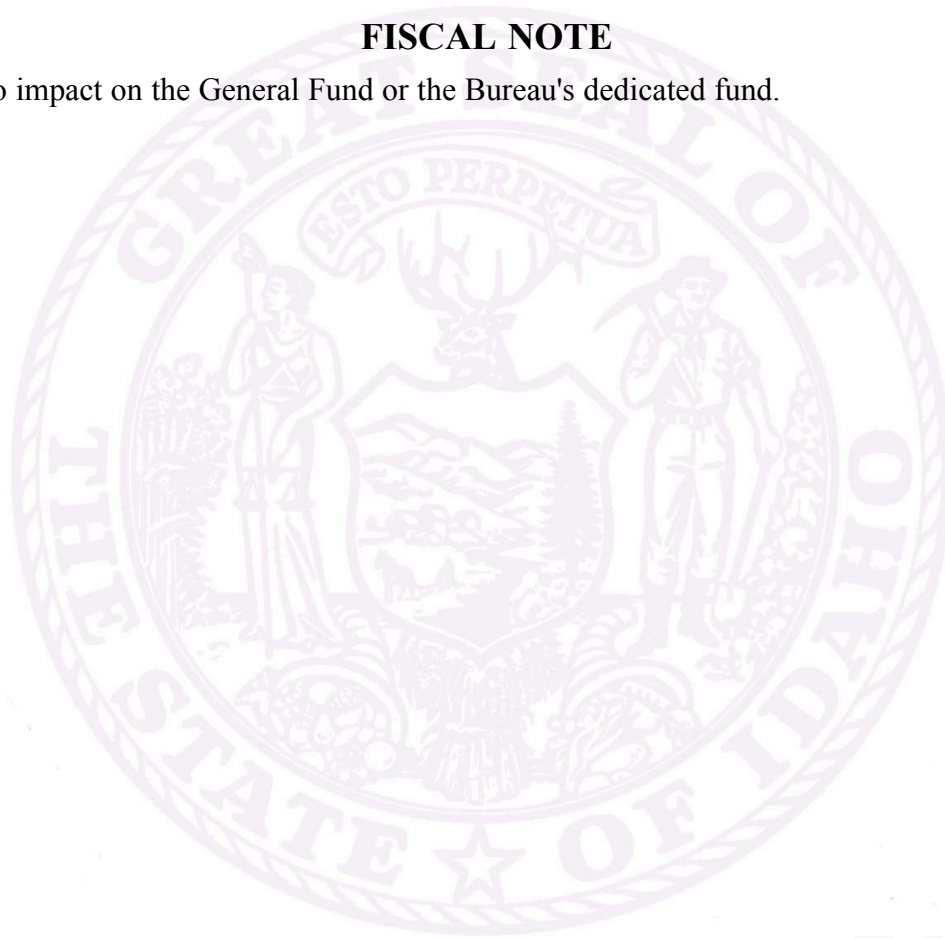 FISCAL NOTE
o impact on the General Fund or the Bureau's dedicated fund.
GREAT SEAL OF
ESTO PERPETUA
THE STATE OF IDAHO